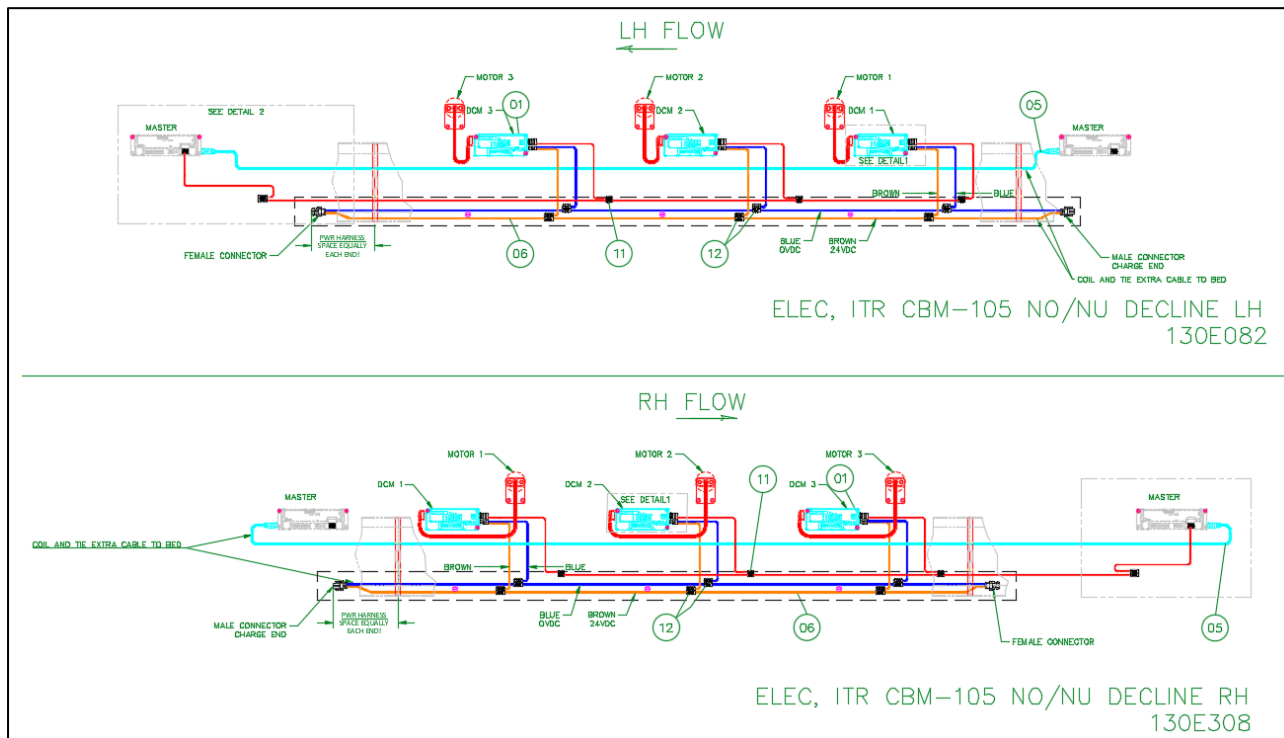 LH FLOW
MOTOR 3
MOTOR 2
MOTOR 1
SEE DETAIL 2
DCM 3
01
DCM 2
DCM 1
05
MASTER
MASTER
SEE DETAIL1
BROWN
BLUE
PWR HARNESS
SPACE EQUALLY
EACH END!
FEMALE CONNECTOR
06
11
12
BLUE
0VDC
BROWN
24VDC
MALE CONNECTOR
CHARGE END
COIL AND TIE EXTRA CABLE TO BED
ELEC, ITR CBM-105 NO/NU DECLINE LH
130E082
RH FLOW
MOTOR 1
MOTOR 2
MOTOR 3
11
01
DCM 1
DCM 2
SEE DETAIL1
DCM 3
MASTER
MASTER
COIL AND TIE EXTRA CABLE TO BED
BROWN
BLUE
PWR HARNESS
SPACE EQUALLY
EACH END!
MALE CONNECTOR
CHARGE END
BLUE
0VDC
BROWN
24VDC
12
06
FEMALE CONNECTOR
05
ELEC, ITR CBM-105 NO/NU DECLINE RH
130E308